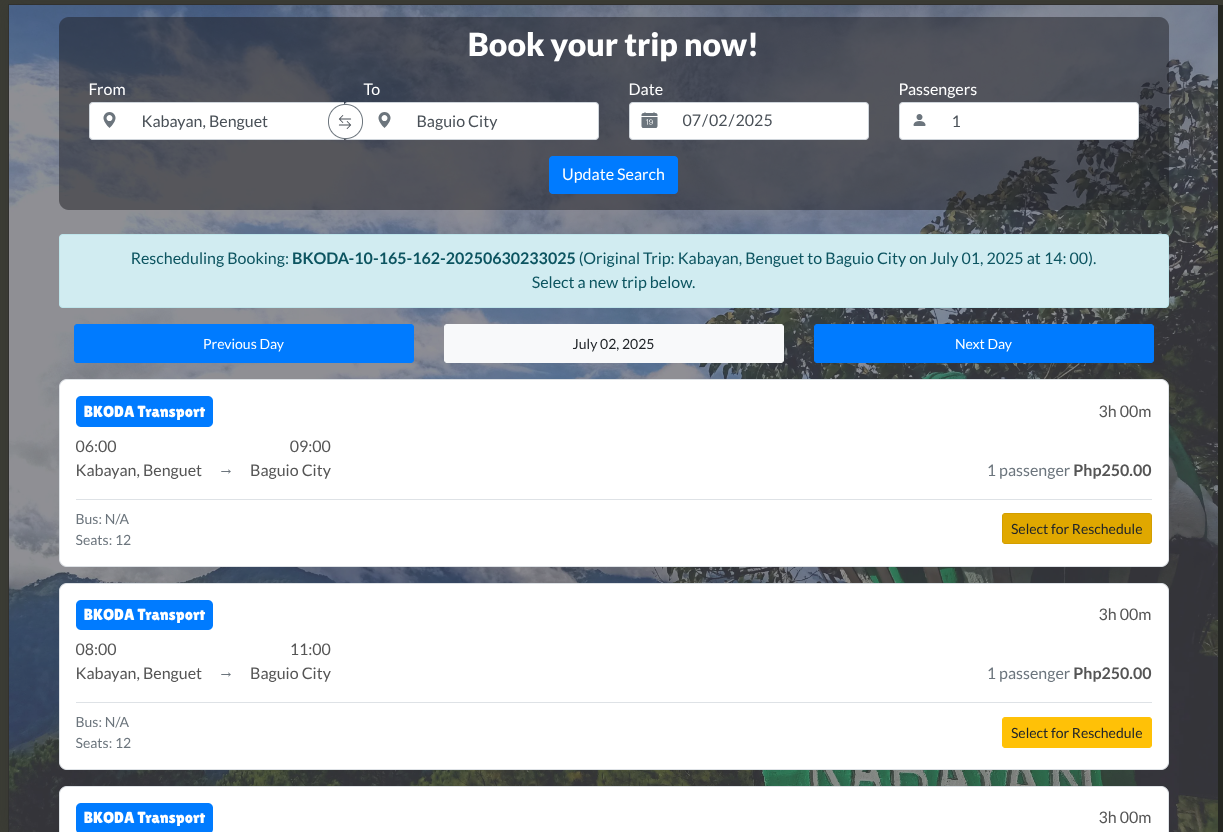 Book your trip now!
From To Date Passengers
Kabayan, Benguet Baguio City 19 07/02/2025 1
Update Search
Rescheduling Booking: BKODA-10-165-162-20250630233025 (Original Trip: Kabayan, Benguet to Baguio City on July 01, 2025 at 14: 00).
Select a new trip below.
Previous Day July 02, 2025 Next Day
BKODA Transport 3h 00m
06:00 09:00
Kabayan, Benguet → Baguio City 1 passenger Php250.00
Bus: N/A
Seats: 12
Select for Reschedule
BKODA Transport 3h 00m
08:00 11:00
Kabayan, Benguet → Baguio City 1 passenger Php250.00
Bus: N/A
Seats: 12
Select for Reschedule
KABAYAN
BKODA Transport 3h 00m